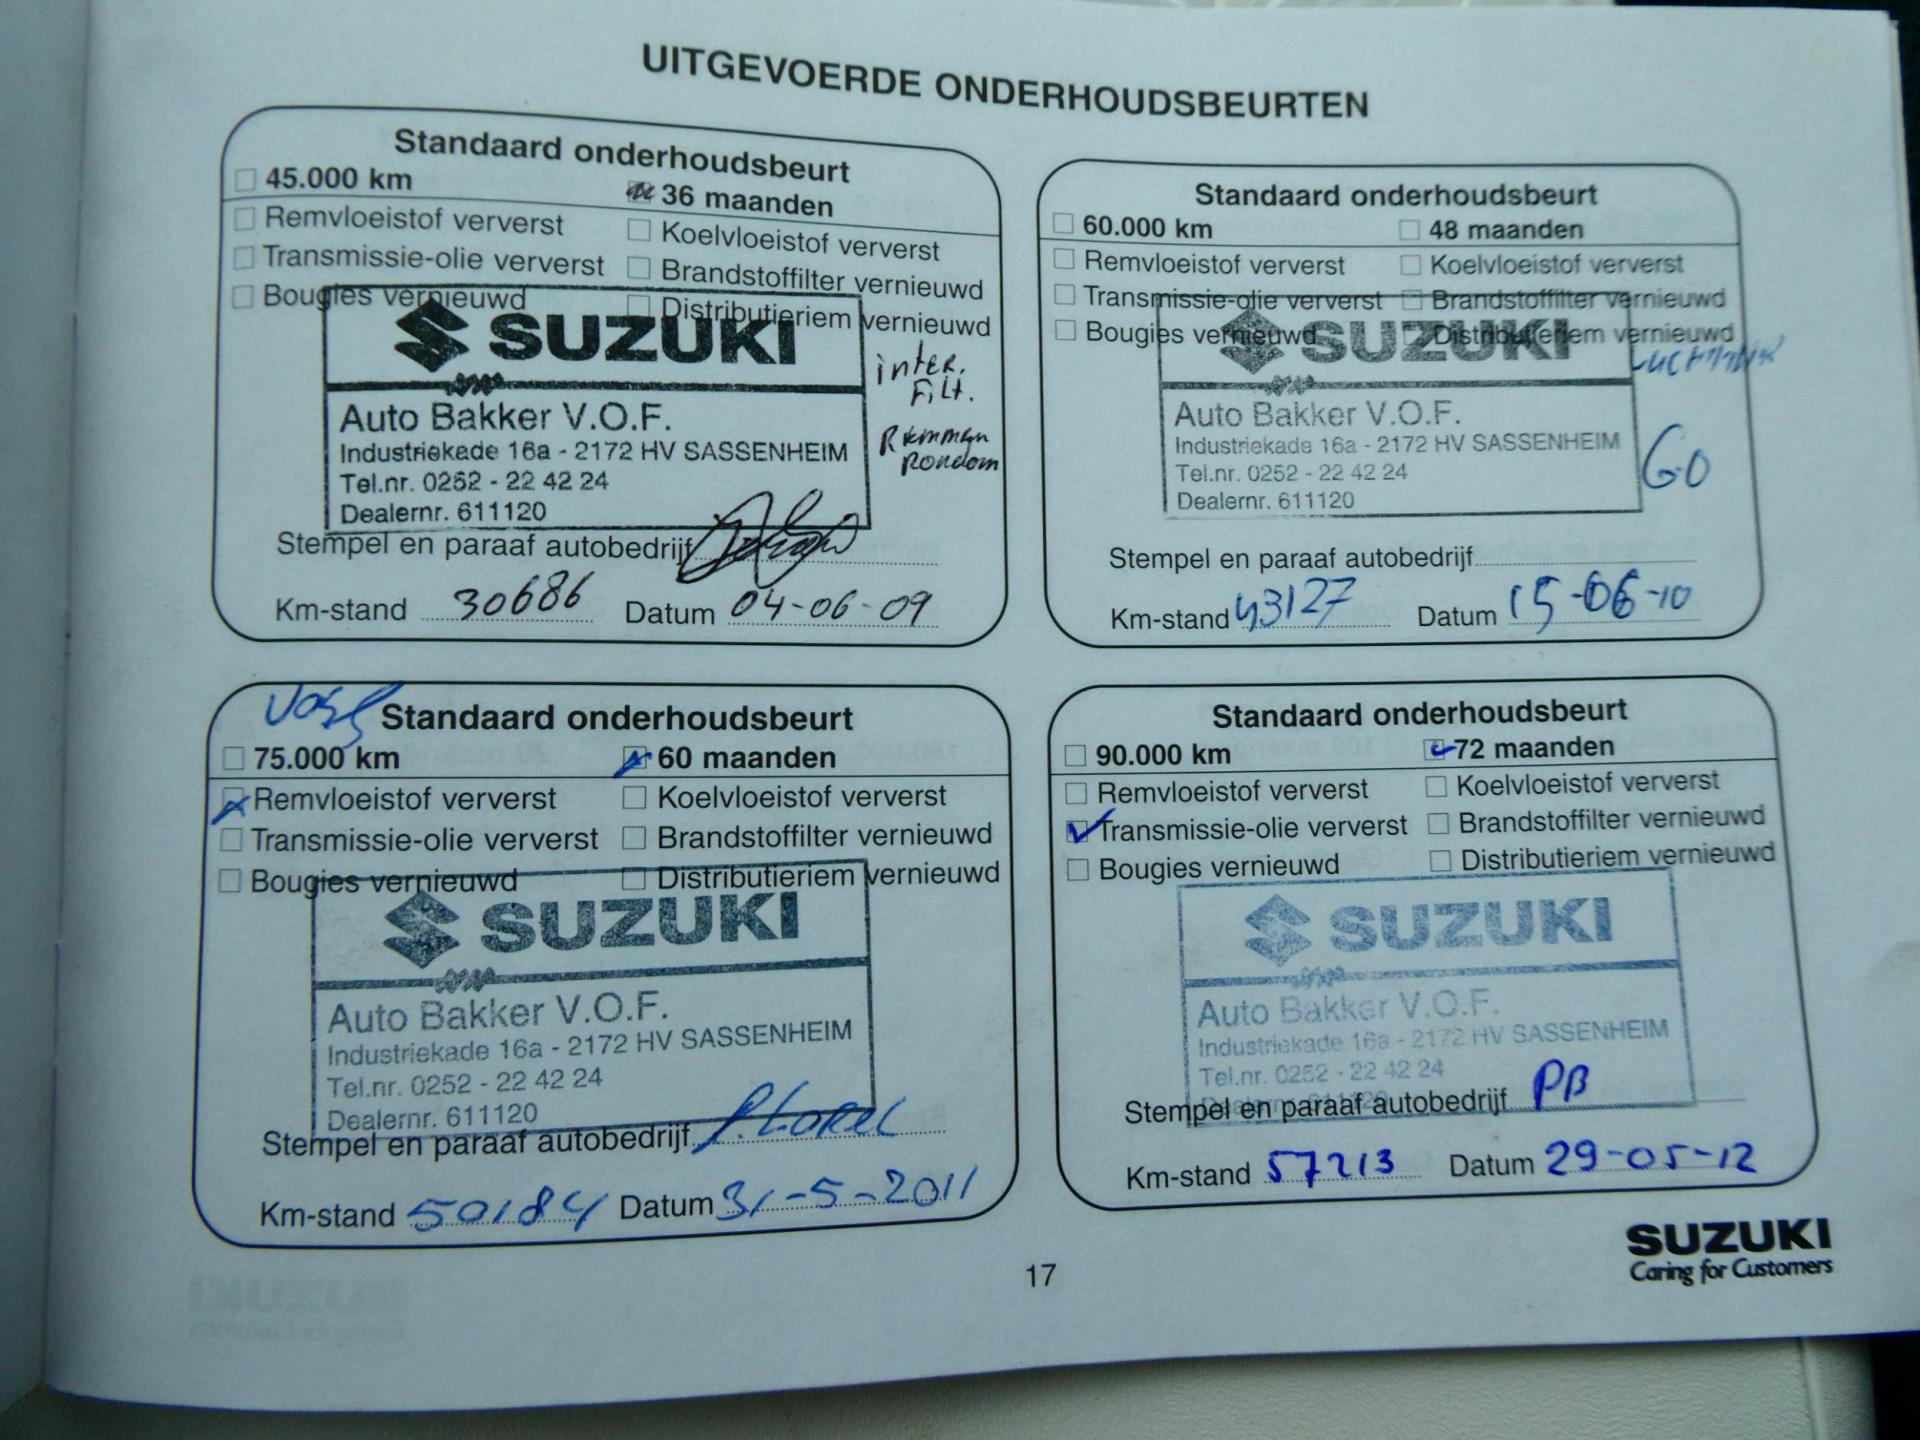 UITGEVOERDE ONDERHOUDSBEURTEN
Standaard onderhoudsbeurt
45.000 km 36 maanden
Remvloeistof ververst Koelvloeistof ververst
Transmissie-olie ververst Brandstoffilter vernieuwd
Bougies vernieuwd Distributieriem vernieuwd
SUZUKI
inter.
Filt.
Auto Bakker V.O.F.
Industriekade 16a - 2172 HV SASSENHEIM
Remmen
Rondom
Tel.nr. 0252 - 22 42 24
Dealernr. 611120
Stempel en paraaf autobedrijf
Km-stand 30686 Datum 04-06-09
Standaard onderhoudsbeurt
60.000 km 48 maanden
Remvloeistof ververst Koelvloeistof ververst
Transmissie-olie ververst Brandstoffilter vernieuwd
Bougies vernieuwd Distributieriem vernieuwd
SUZUKI
Auto Bakker V.O.F.
Industriekade 16a - 2172 HV SASSENHEIM
Tel.nr. 0252 - 22 42 24
Dealernr. 611120
Stempel en paraaf autobedrijf
Km-stand 43127 Datum 15-06-10
Standaard onderhoudsbeurt
75.000 km 60 maanden
Remvloeistof ververst Koelvloeistof ververst
Transmissie-olie ververst Brandstoffilter vernieuwd
Bougies vernieuwd Distributieriem vernieuwd
SUZUKI
Auto Bakker V.O.F.
Industriekade 16a - 2172 HV SASSENHEIM
Tel.nr. 0252 - 22 42 24
Dealernr. 611120
Stempel en paraaf autobedrijf
Km-stand 50184 Datum 31-5-2011
Standaard onderhoudsbeurt
90.000 km 72 maanden
Remvloeistof ververst Koelvloeistof ververst
Transmissie-olie ververst Brandstoffilter vernieuwd
Bougies vernieuwd Distributieriem vernieuwd
SUZUKI
Auto Bakker V.O.F.
Industriekade 16a - 2172 HV SASSENHEIM
Tel.nr. 0252 - 22 42 24
Dealernr. 611120
Stempel en paraaf autobedrijf PB
Km-stand 57213 Datum 29-05-12
17
SUZUKI
Caring for Customers